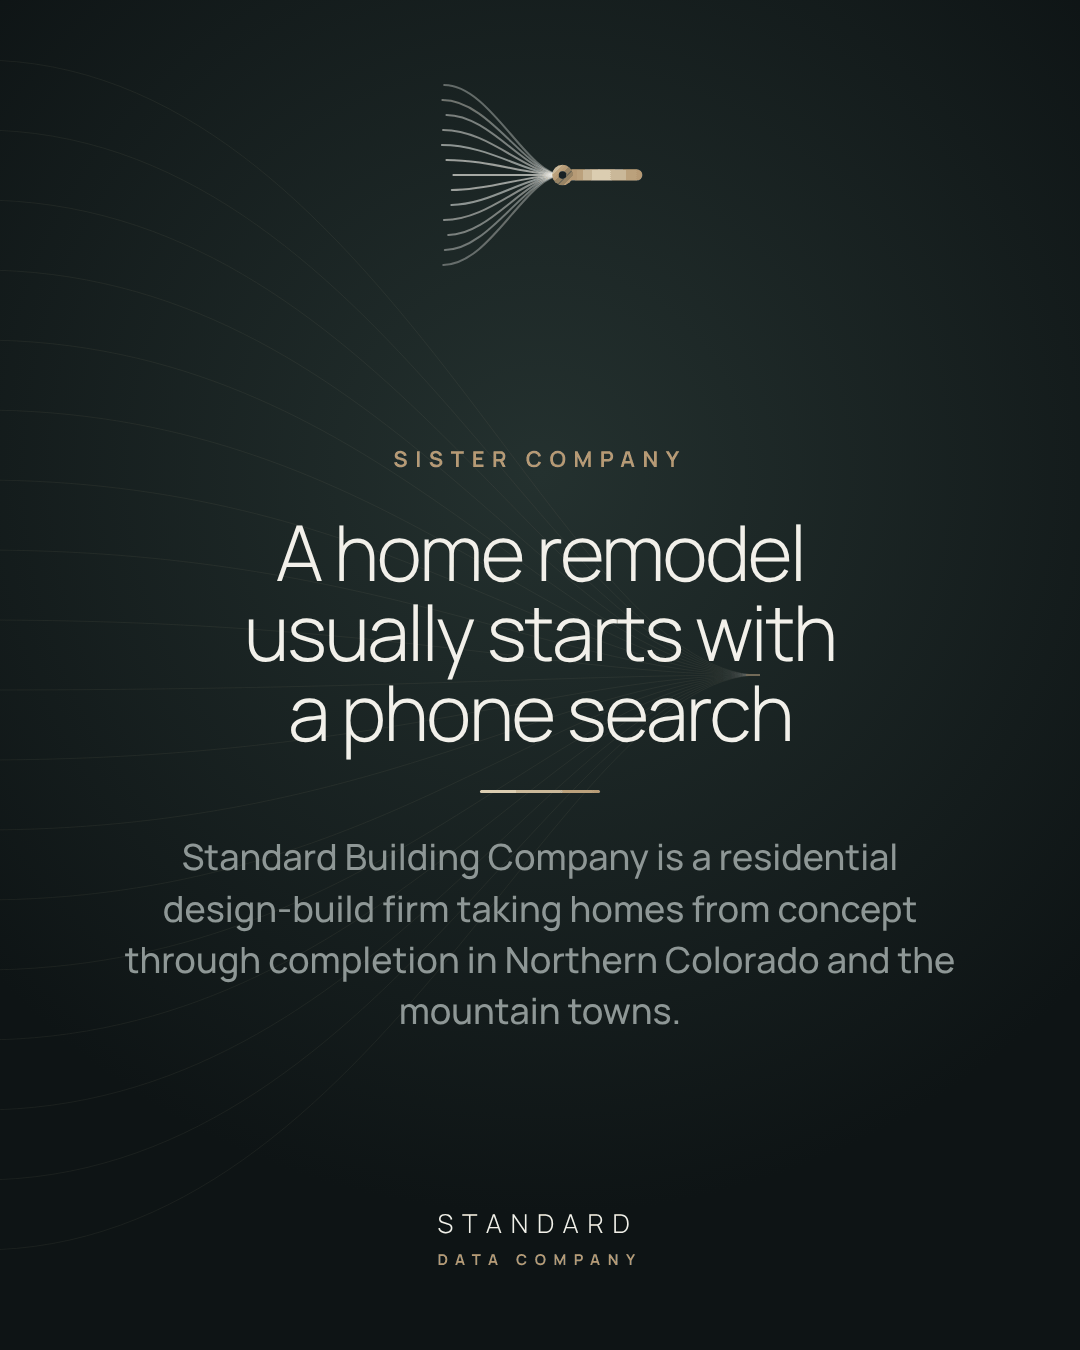 SISTER COMPANY
A home remodel
usually starts with
a phone search
Standard Building Company is a residential
design-build firm taking homes from concept
through completion in Northern Colorado and the
mountain towns.
STANDARD
DATA COMPANY